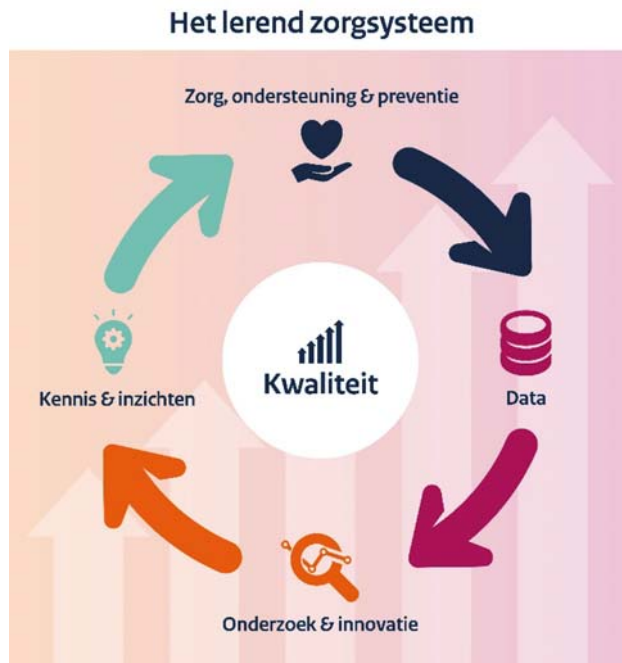 Het lerend zorgsysteem
Zorg, ondersteuning & preventie
Kwaliteit
Kennis & inzichten
Data
Onderzoek & innovatie